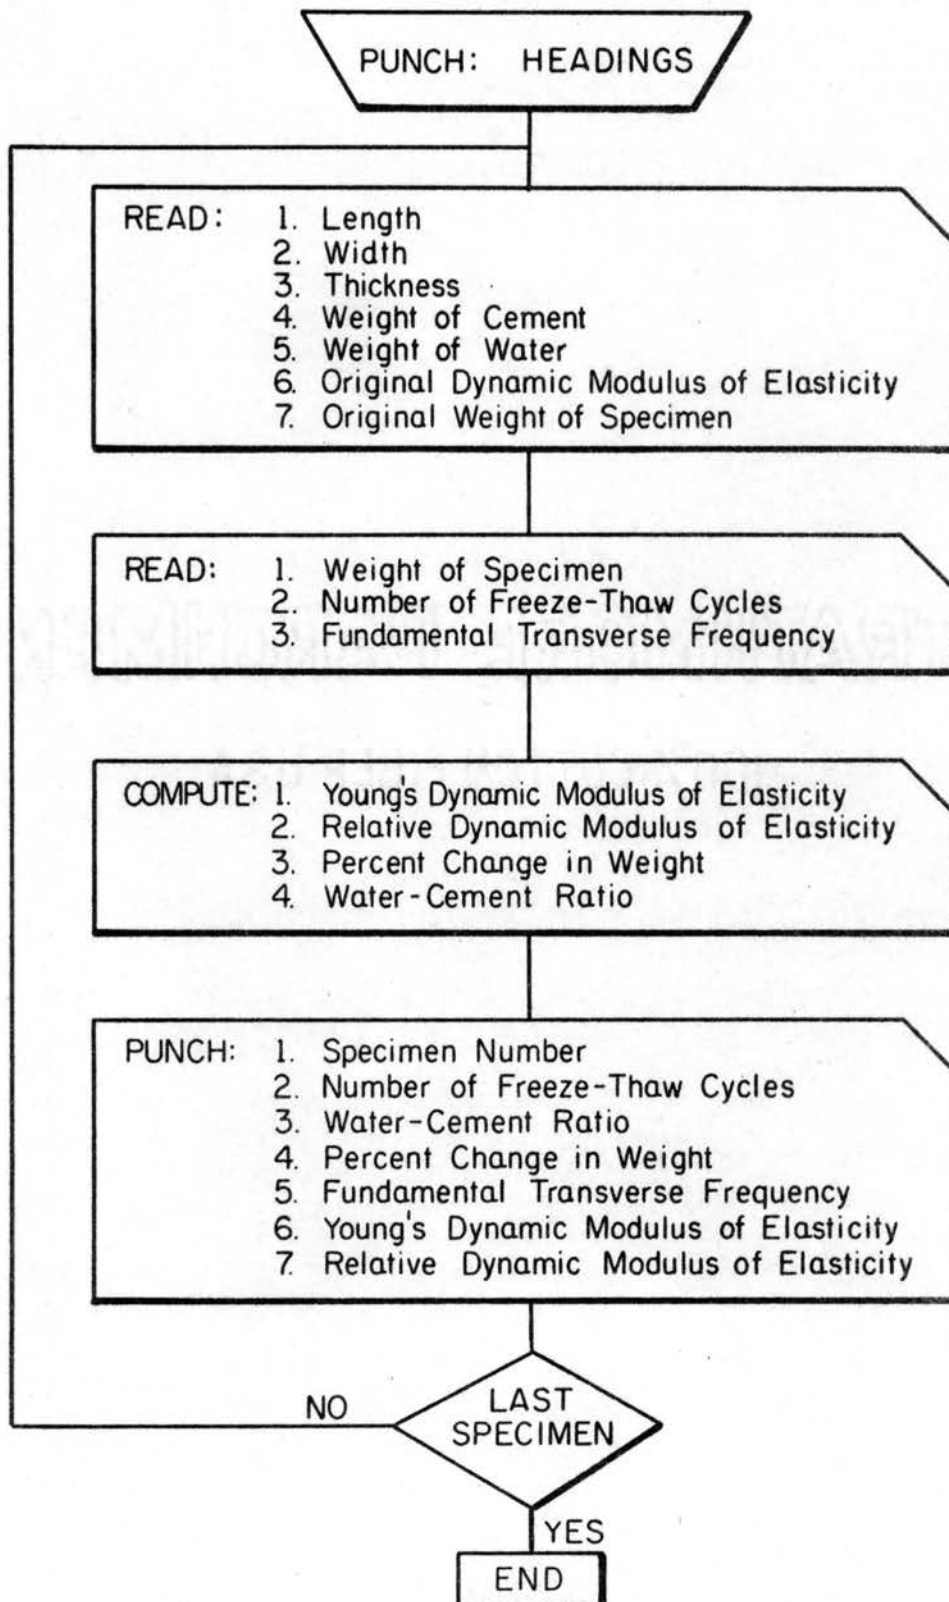 PUNCH: HEADINGS
READ: 1. Length
2. Width
3. Thickness
4. Weight of Cement
5. Weight of Water
6. Original Dynamic Modulus of Elasticity
7. Original Weight of Specimen
READ: 1. Weight of Specimen
2. Number of Freeze-Thaw Cycles
3. Fundamental Transverse Frequency
COMPUTE: 1. Young's Dynamic Modulus of Elasticity
2. Relative Dynamic Modulus of Elasticity
3. Percent Change in Weight
4. Water-Cement Ratio
PUNCH: 1. Specimen Number
2. Number of Freeze-Thaw Cycles
3. Water-Cement Ratio
4. Percent Change in Weight
5. Fundamental Transverse Frequency
6. Young's Dynamic Modulus of Elasticity
7. Relative Dynamic Modulus of Elasticity
LAST
SPECIMEN
NO
YES
END